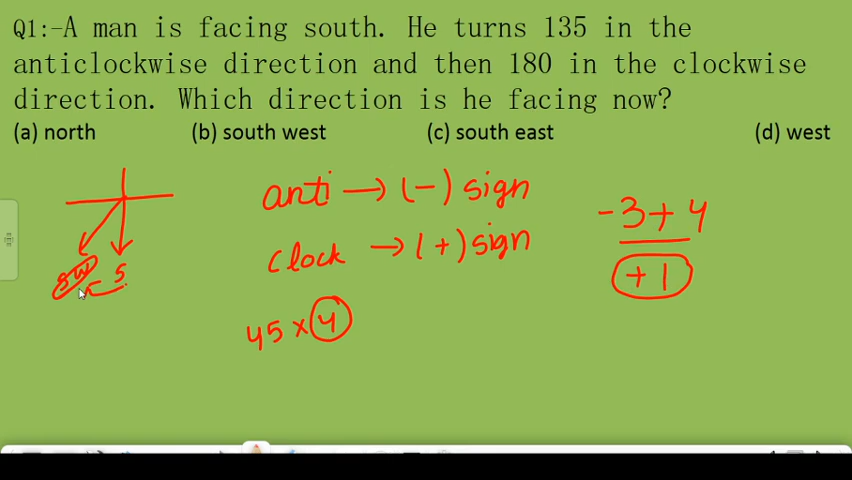 Q1:-A man is facing south. He turns 135 in the
anticlockwise direction and then 180 in the clockwise
direction. Which direction is he facing now?
(a) north (b) south west (c) south east (d) west
anti → (-) sign
clock → (+) sign
-3+4
+1
SW S
45×4